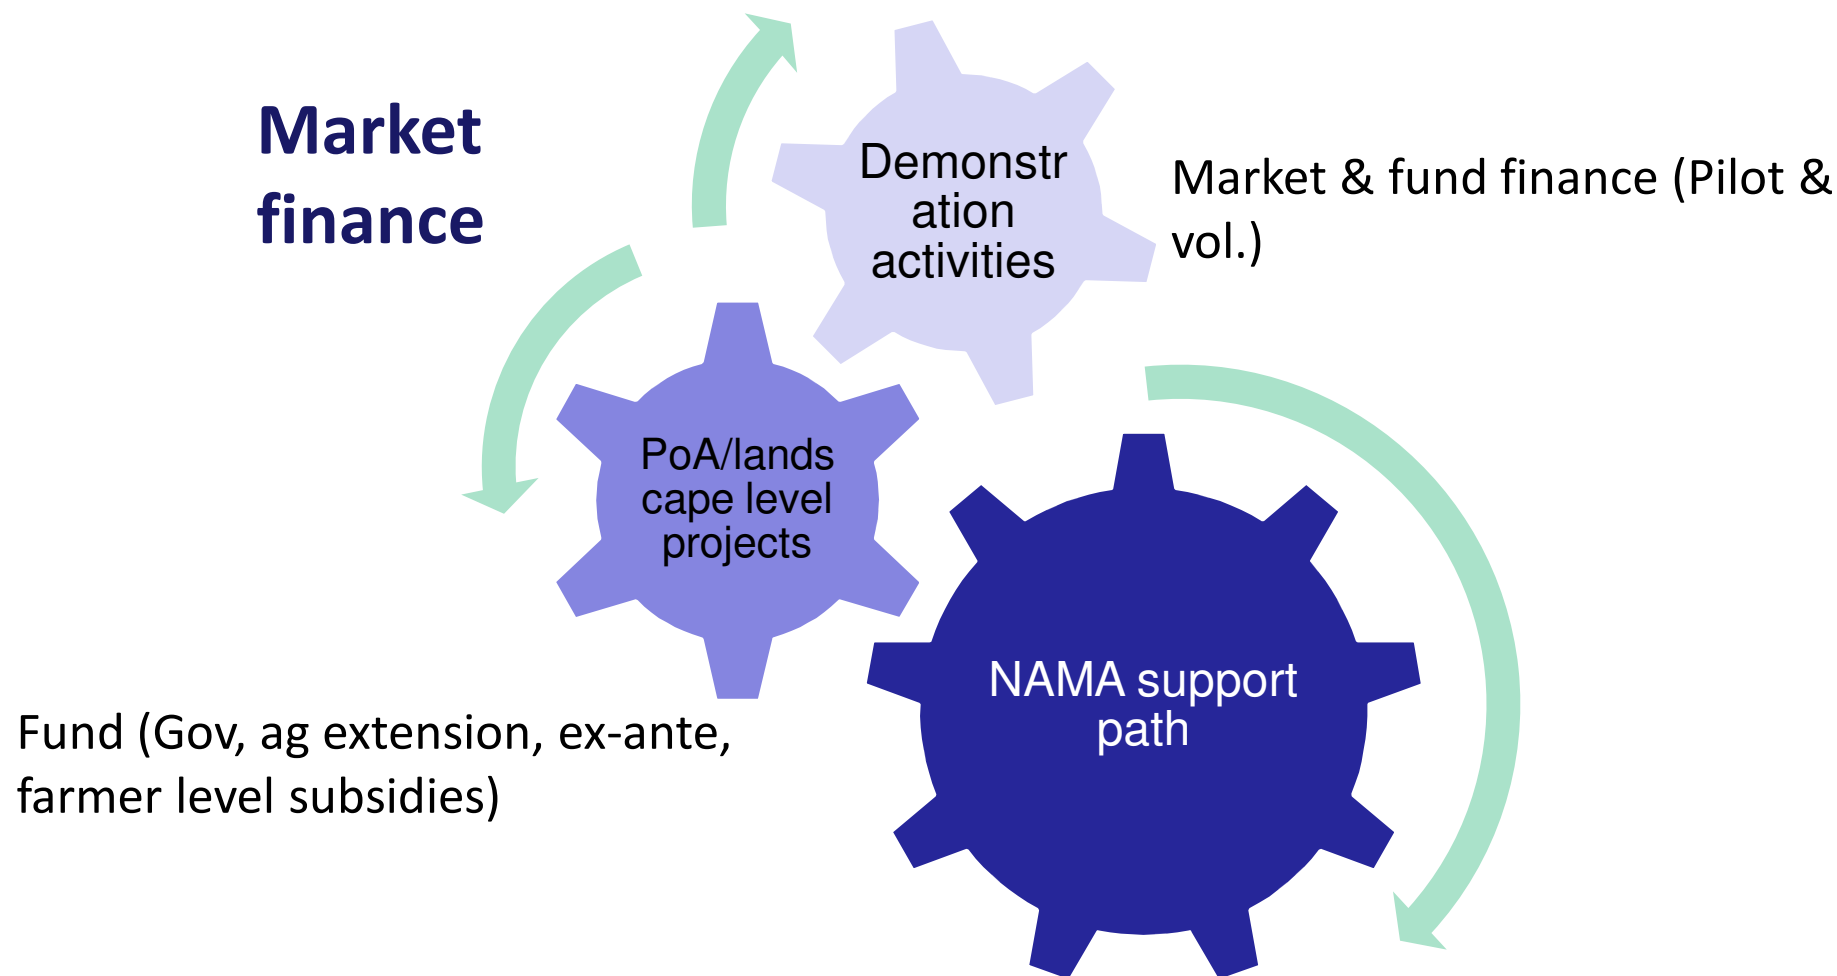 Market
finance
Demonstr
ation
activities
Market & fund finance (Pilot &
vol.)
PoA/lands
cape level
projects
NAMA support
path
Fund (Gov, ag extension, ex-ante,
farmer level subsidies)